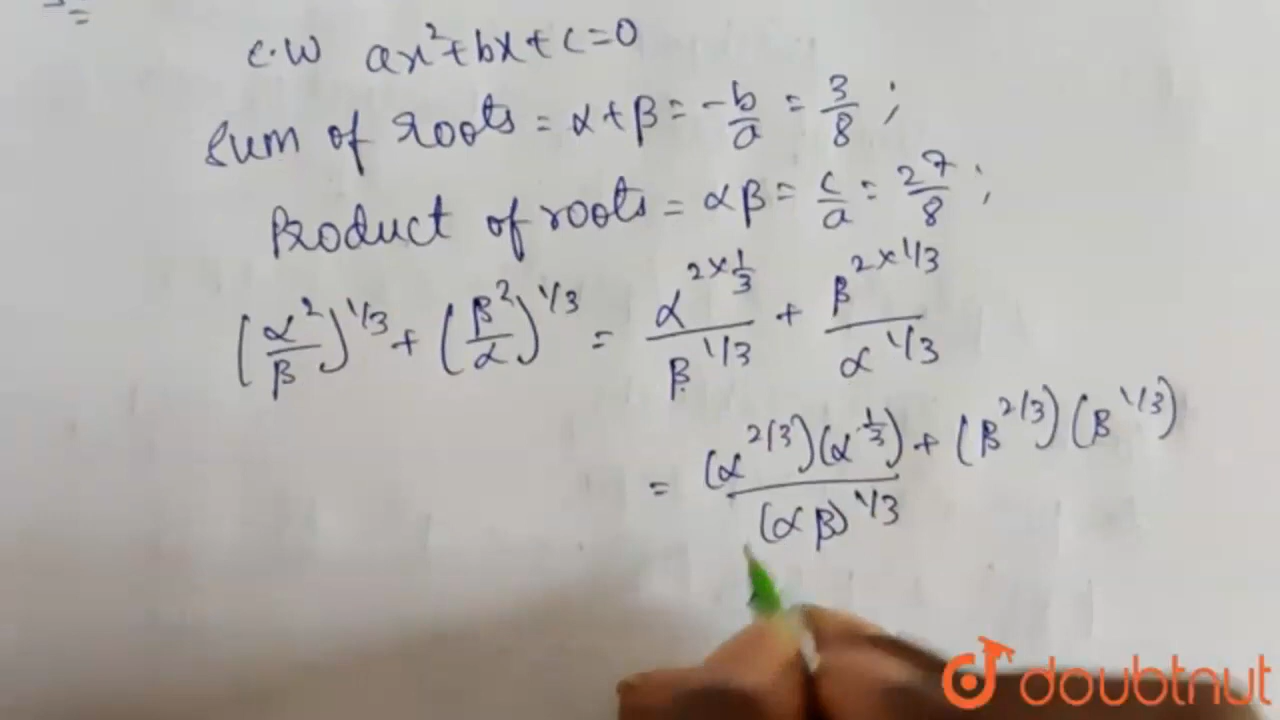 C.W ax²+bx+c=0
Sum of roots = α+β = -b/a = 3/8 ;
Product of roots = αβ = c/a = 27/8 ;
(α²/β)^1/3 + (β²/α)^1/3 = α^2×1/3 / β^1/3 + β^2×1/3 / α^1/3
= (α^2/3)(α^1/3) + (β^2/3)(β^1/3) / (αβ)^1/3
doubtnut